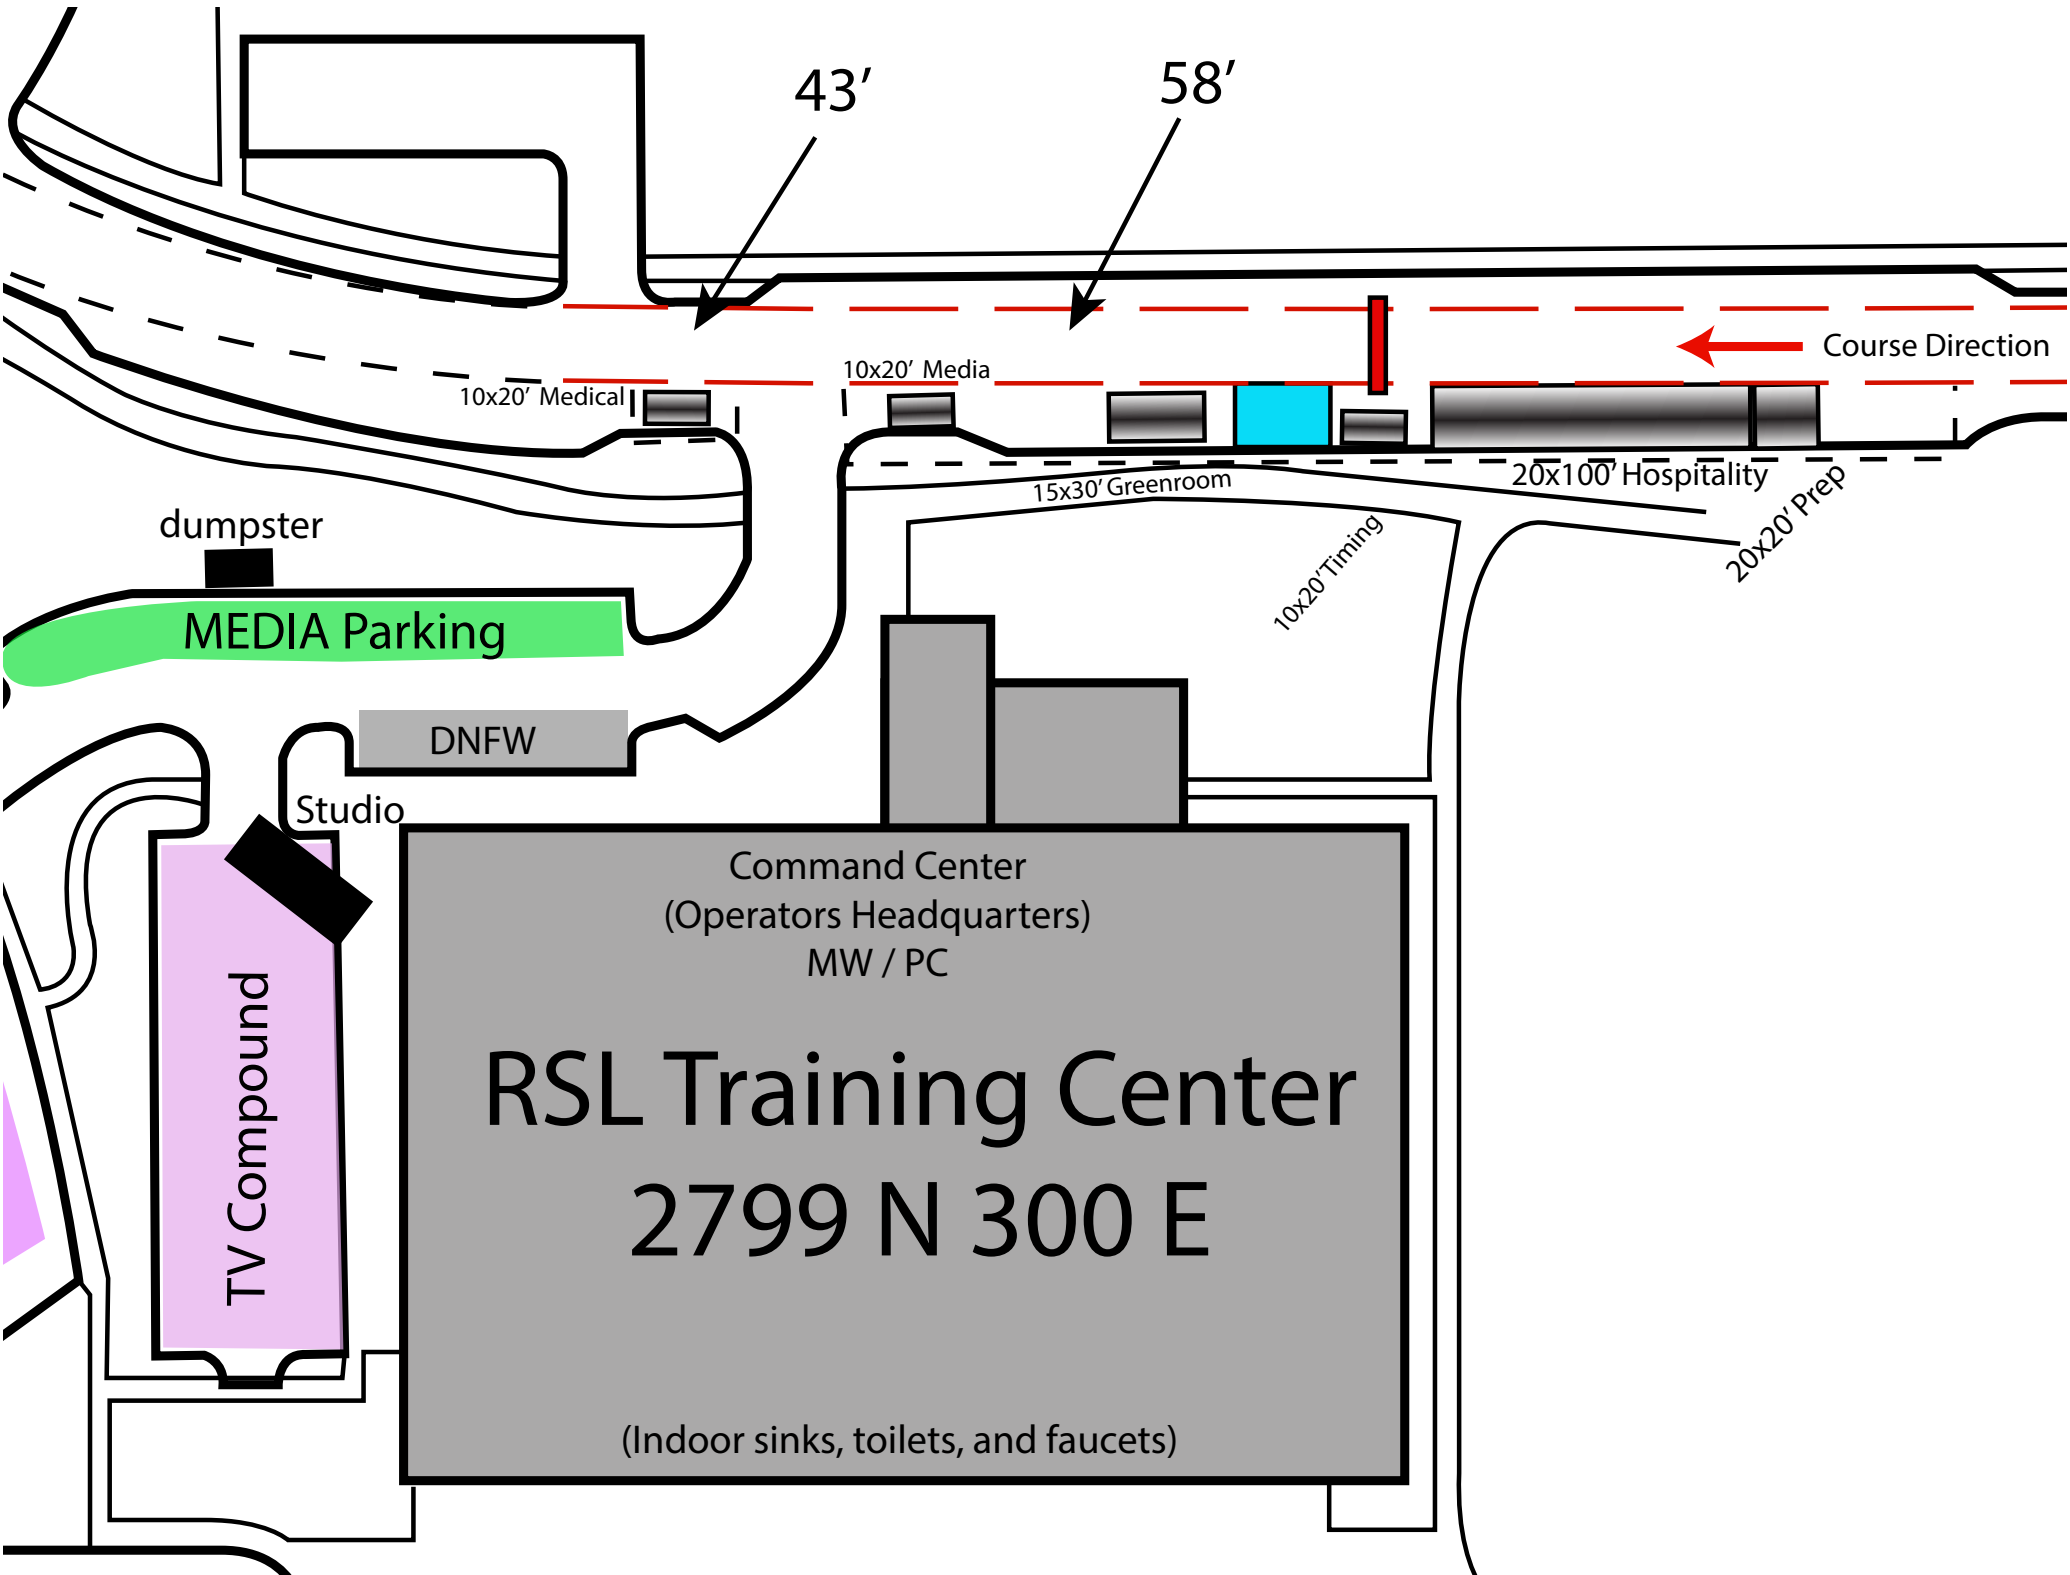 43’
58’
Course Direction
10x20’ Media
10x20’ Medical
20x100’ Hospitality
15x30’ Greenroom
20x20’ Prep
10x20’ Timing
dumpster
MEDIA Parking
DNFW
Studio
Command Center
(Operators Headquarters)
MW / PC
TV Compound
RSL Training Center
2799 N 300 E
(Indoor sinks, toilets, and faucets)